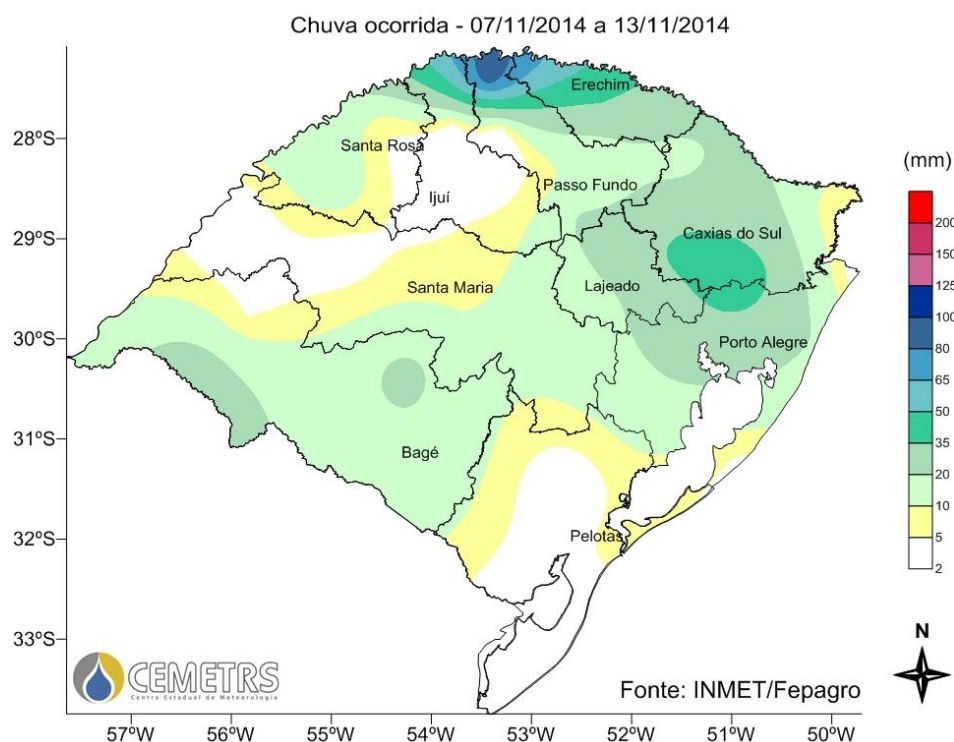 Chuva ocorrida - 07/11/2014 a 13/11/2014
Erechim
28ºS
Santa Rosa
(mm)
Passo Fundo
Ijuí
200
29ºS
Caxias do Sul
175
150
Santa Maria
Lajeado
125
30ºS
Porto Alegre
100
80
65
50
31ºS
Bagé
35
20
10
32ºS
Pelotas
5
2
33ºS
N
CEMETRS
Centro Estadual de Meteorologia
Fonte: INMET/Fepagro
57ºW 56ºW 55ºW 54ºW 53ºW 52ºW 51ºW 50ºW